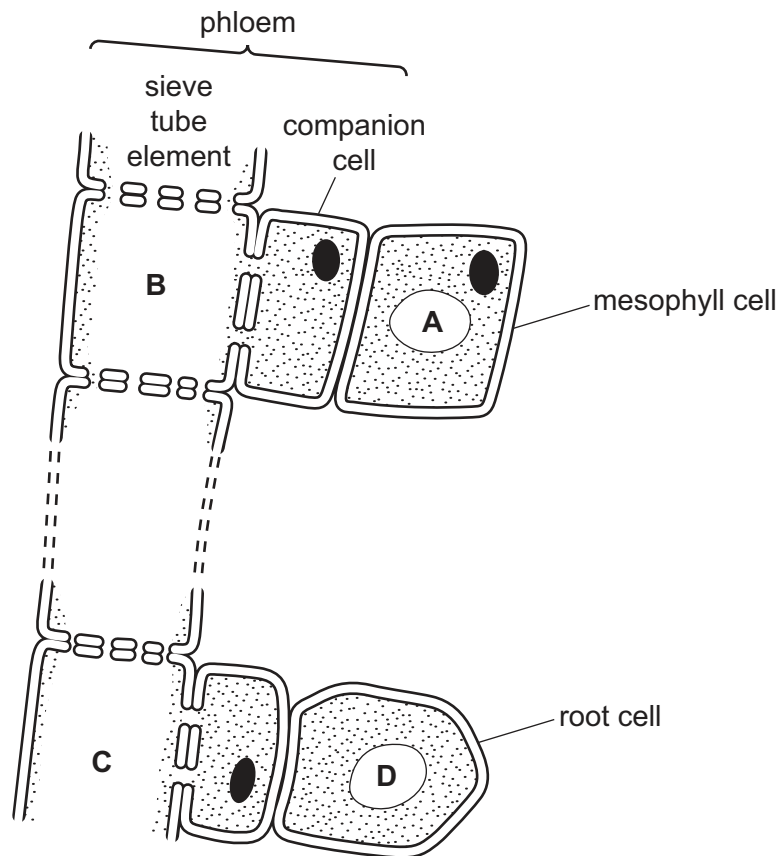 phloem
sieve
tube
element
companion
cell
B
A
mesophyll cell
root cell
C
D